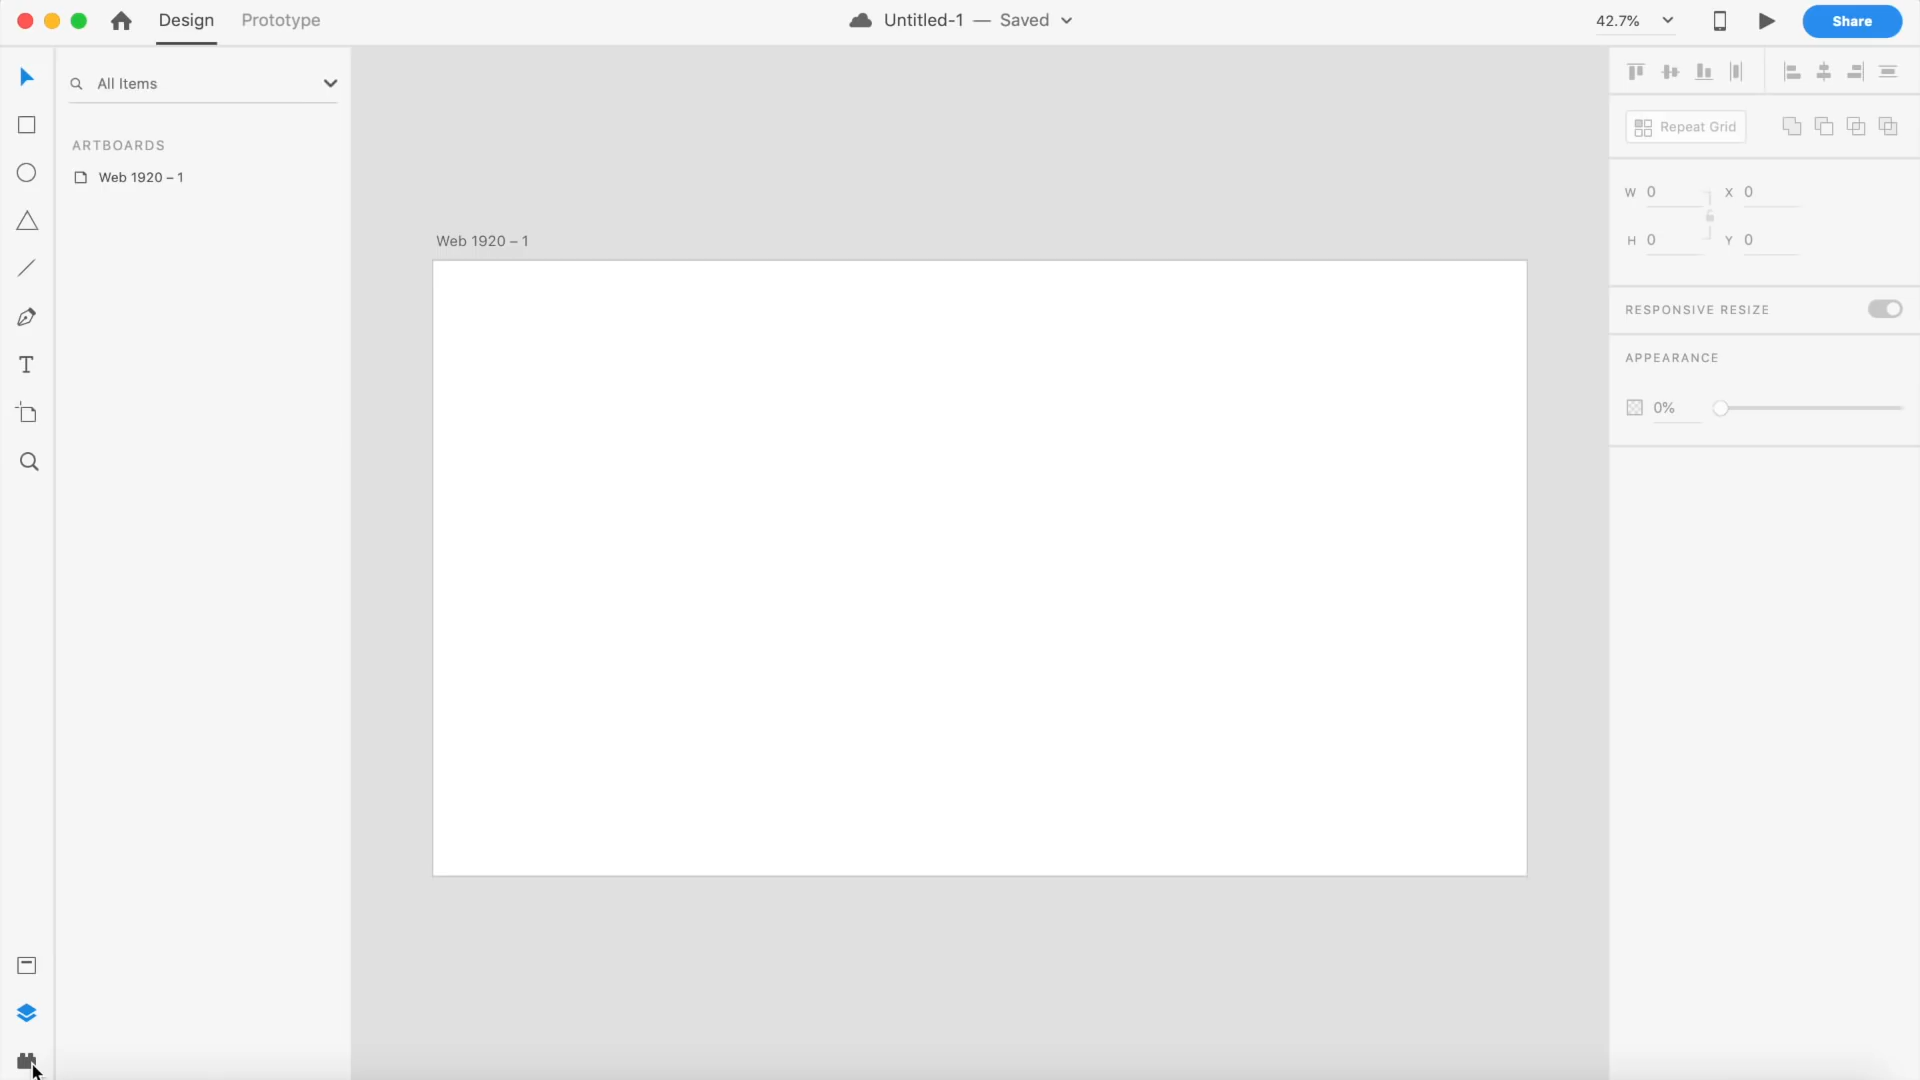 Design Prototype Untitled-1 — Saved 42.7% Share
All Items
ARTBOARDS
Web 1920 – 1
Web 1920 – 1
Repeat Grid
W 0 X 0
H 0 Y 0
RESPONSIVE RESIZE
APPEARANCE
0%